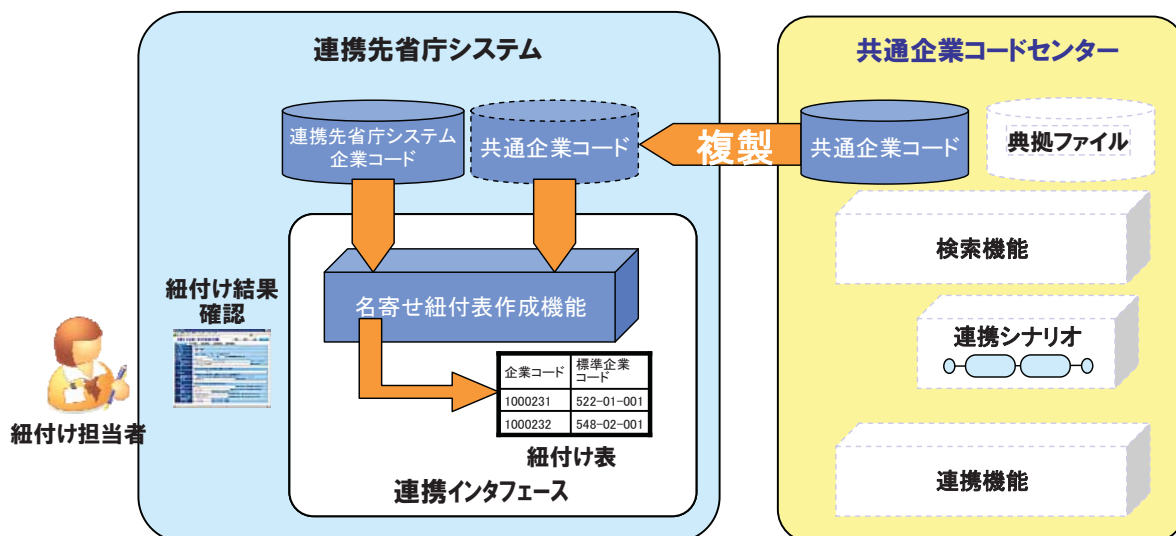 連携先省庁システム
連携先省庁システム
企業コード
共通企業コード
名寄せ紐付表作成機能
企業コード
標準企業
コード
1000231
522-01-001
1000232
548-02-001
紐付け表
連携インタフェース
紐付け結果
確認
紐付け担当者
複製
共通企業コードセンター
共通企業コード
典拠ファイル
検索機能
連携シナリオ
連携機能